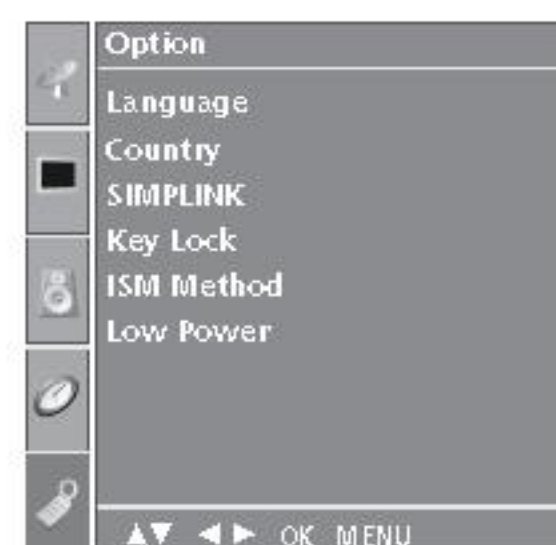 Option
Language
Country
SIMPLINK
Key Lock
ISM Method
Low Power
▲▼ ◄► OK MENU